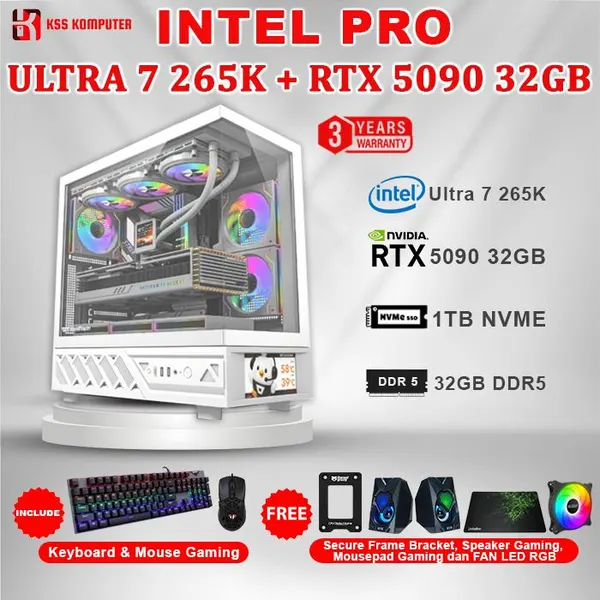 KSS KOMPUTER
INTEL PRO
ULTRA 7 265K + RTX 5090 32GB
3 YEARS
WARRANTY
intel Ultra 7 265K
NVIDIA.
RTX 5090 32GB
NVMe SSD 1TB NVME
DDR 5 32GB DDR5
58°C
39°C
INCLUDE
FREE
Keyboard & Mouse Gaming
Secure Frame Bracket, Speaker Gaming,
Mousepad Gaming dan FAN LED RGB